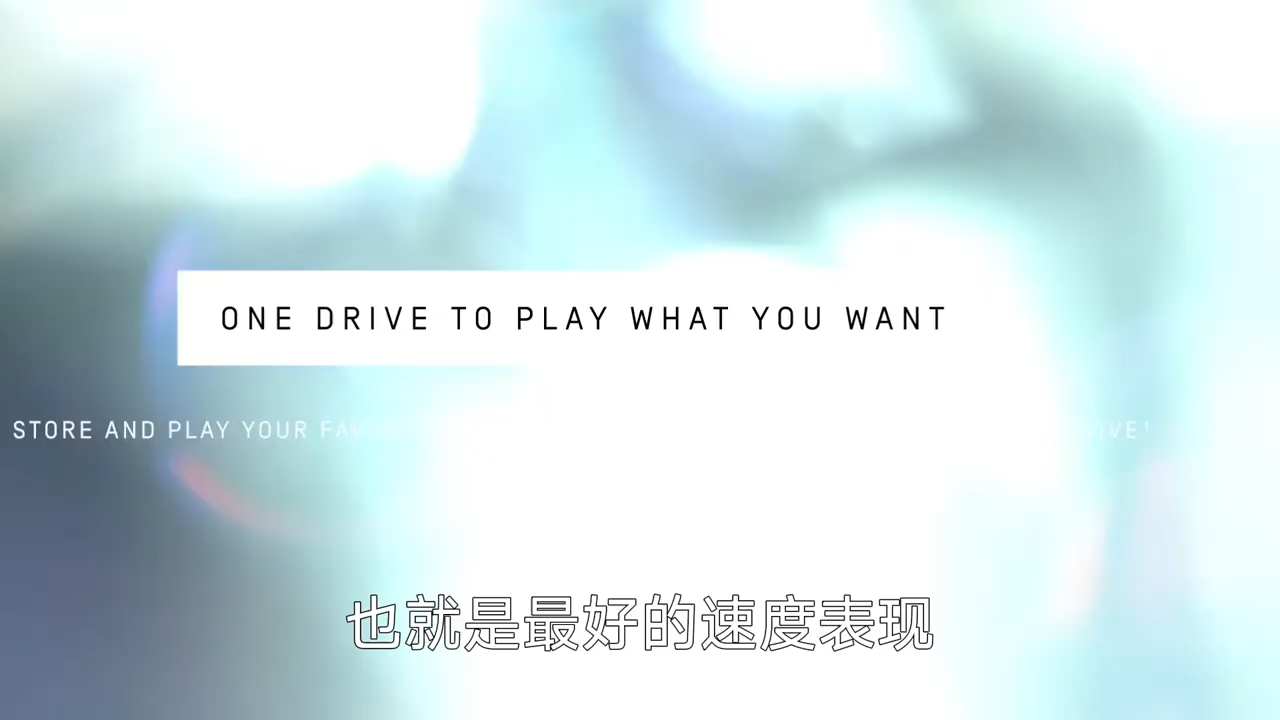 ONE DRIVE TO PLAY WHAT YOU WANT
STORE AND PLAY YOUR
也就是最好的速度表现